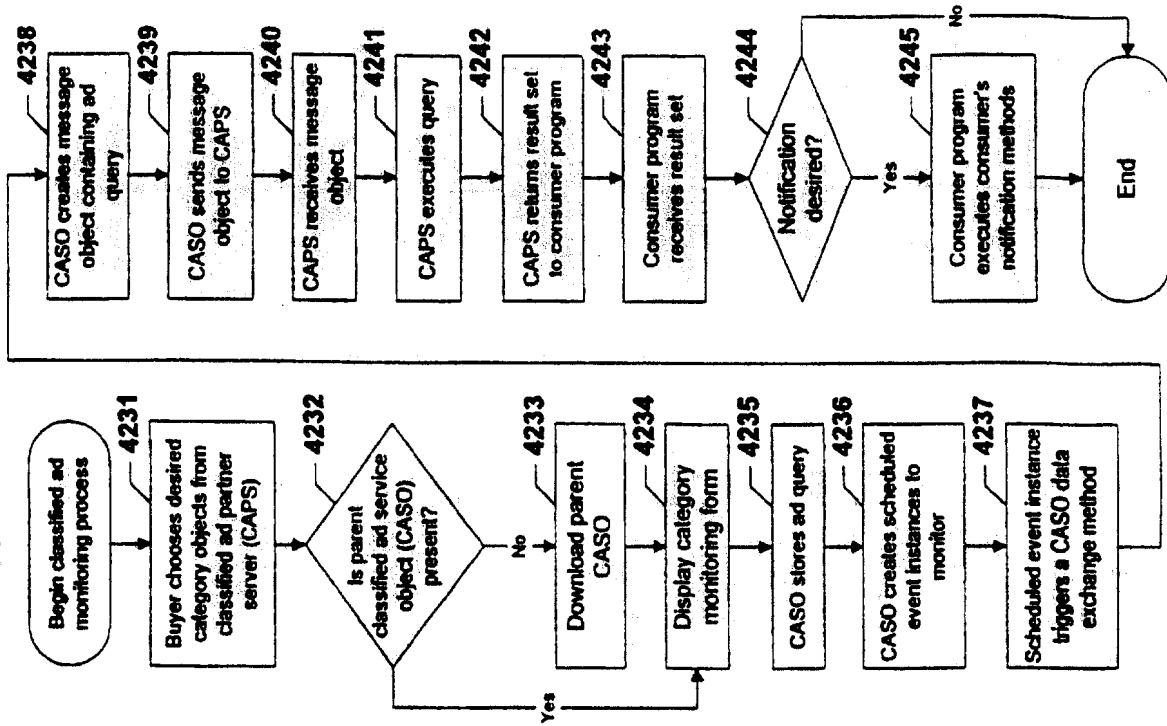 Begin classified ad
monitoring process
4231
Buyer chooses desired
category objects from
classified ad partner
server (CAPS)
4232
Is parent
classified ad service
object (CASO)
present?
Yes
No
4233
Download parent
CASO
4234
Display category
monitoring form
4235
CASO stores ad query
4236
CASO creates scheduled
event instances to
monitor
4237
Scheduled event instance
triggers a CASO data
exchange method
4238
CASO creates message
object containing ad
query
4239
CASO sends message
object to CAPS
4240
CAPS receives message
object
4241
CAPS executes query
4242
CAPS returns result set
to consumer program
4243
Consumer program
receives result set
4244
Notification
desired?
No
Yes
4245
Consumer program
executes consumer's
notification methods
End